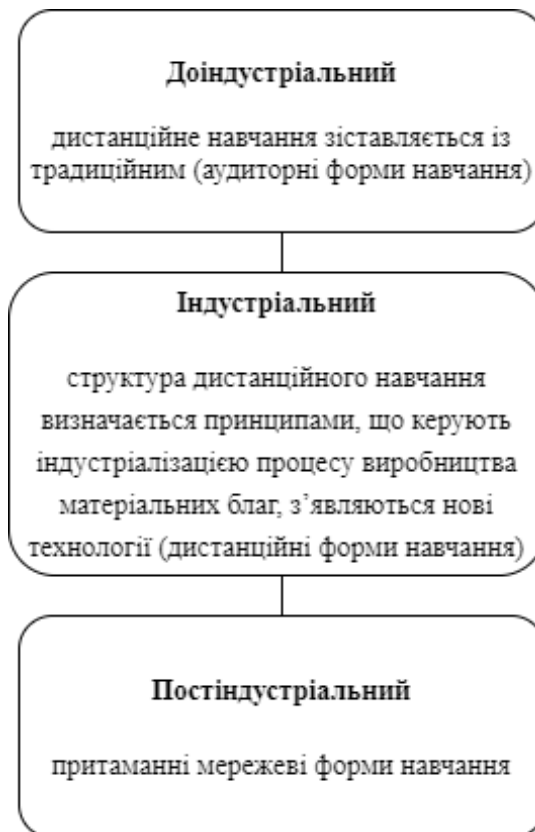 Доіндустріальний
дистанційне навчання зіставляється із
традиційним (аудиторні форми навчання)
Індустріальний
структура дистанційного навчання
визначається принципами, що керують
індустріалізацією процесу виробництва
матеріальних благ, з’являються нові
технології (дистанційні форми навчання)
Постіндустріальний
притаманні мережеві форми навчання